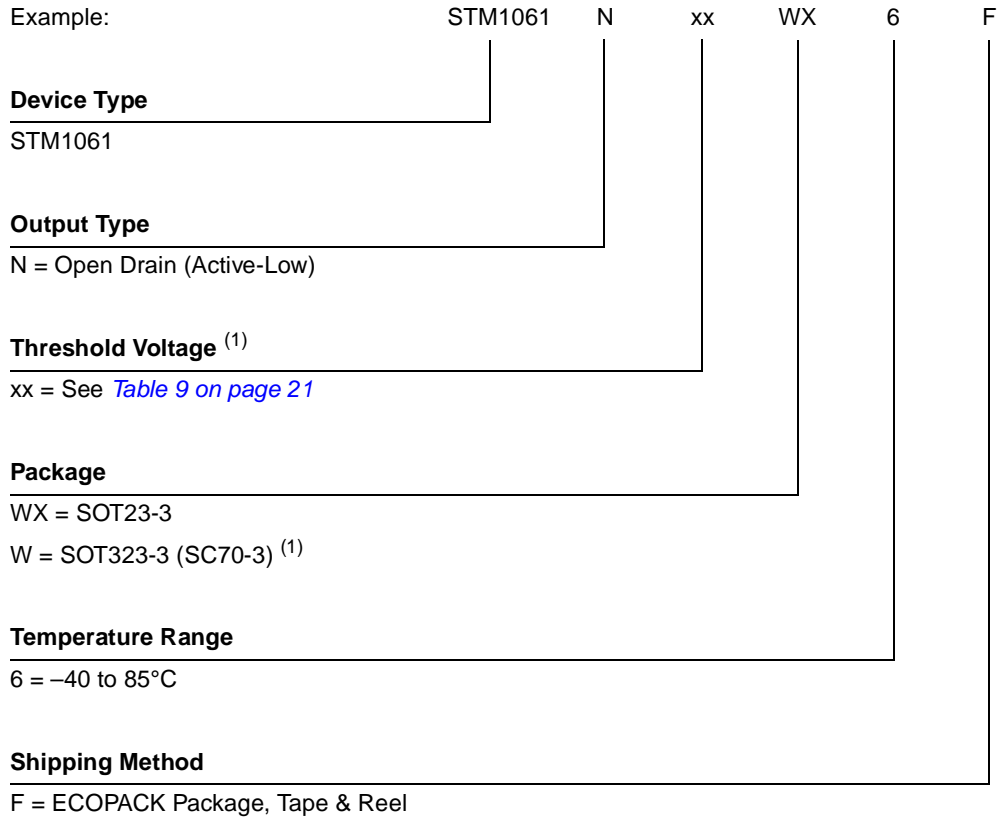 Example: STM1061 N xx WX 6 F
Device Type
STM1061
Output Type
N = Open Drain (Active-Low)
Threshold Voltage (1)
xx = See Table 9 on page 21
Package
WX = SOT23-3
W = SOT323-3 (SC70-3) (1)
Temperature Range
6 = –40 to 85°C
Shipping Method
F = ECOPACK Package, Tape & Reel